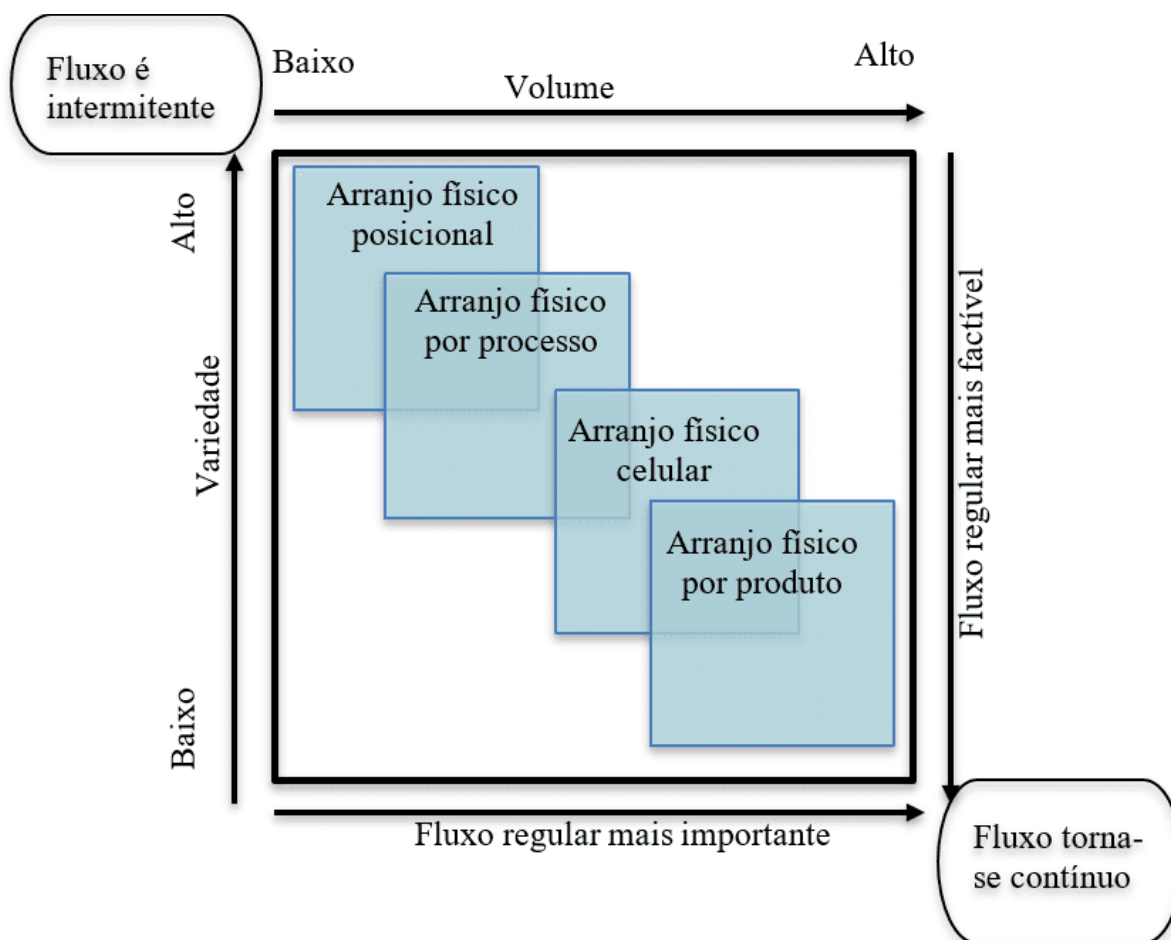 Fluxo é
intermitente
Baixo
Alto
Volume
Alto
Variedade
Baixo
Arranjo físico
posicional
Arranjo físico
por processo
Arranjo físico
celular
Arranjo físico
por produto
Fluxo regular mais factível
Fluxo regular mais importante
Fluxo torna-
se contínuo